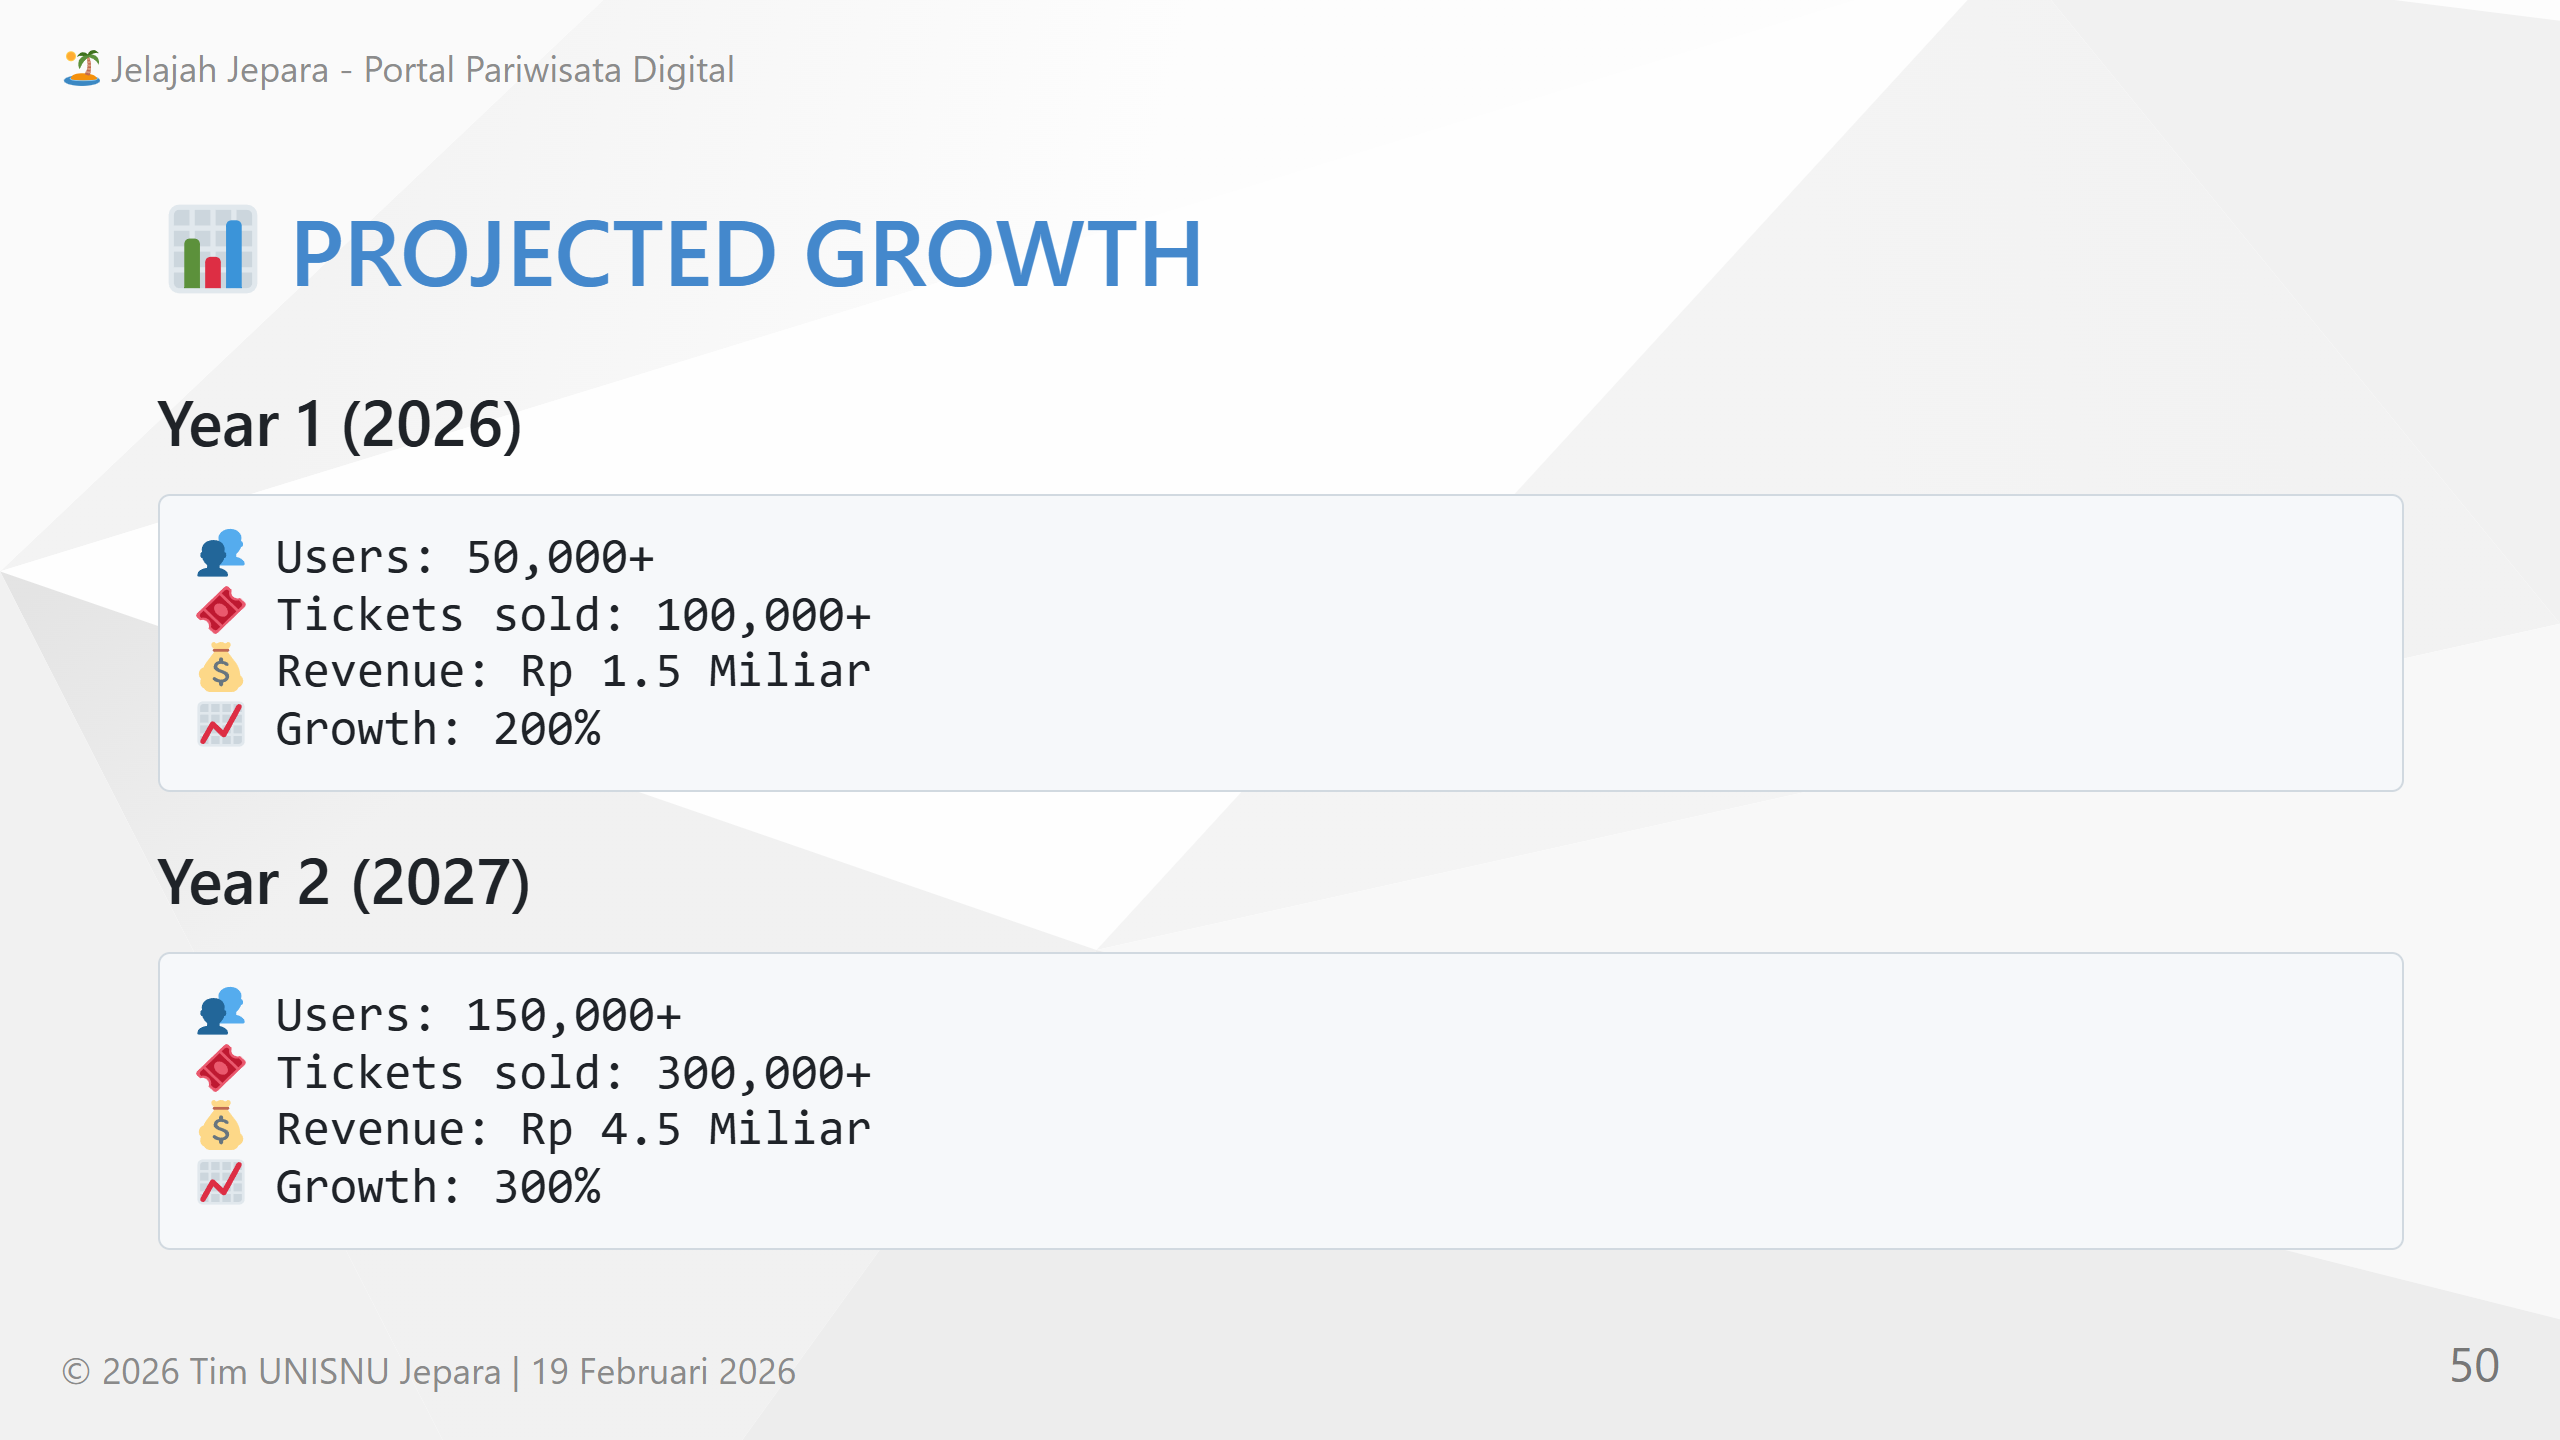 Jelajah Jepara - Portal Pariwisata Digital
PROJECTED GROWTH
Year 1 (2026)
Users: 50,000+
Tickets sold: 100,000+
Revenue: Rp 1.5 Miliar
Growth: 200%
Year 2 (2027)
Users: 150,000+
Tickets sold: 300,000+
Revenue: Rp 4.5 Miliar
Growth: 300%
© 2026 Tim UNISNU Jepara | 19 Februari 2026
50